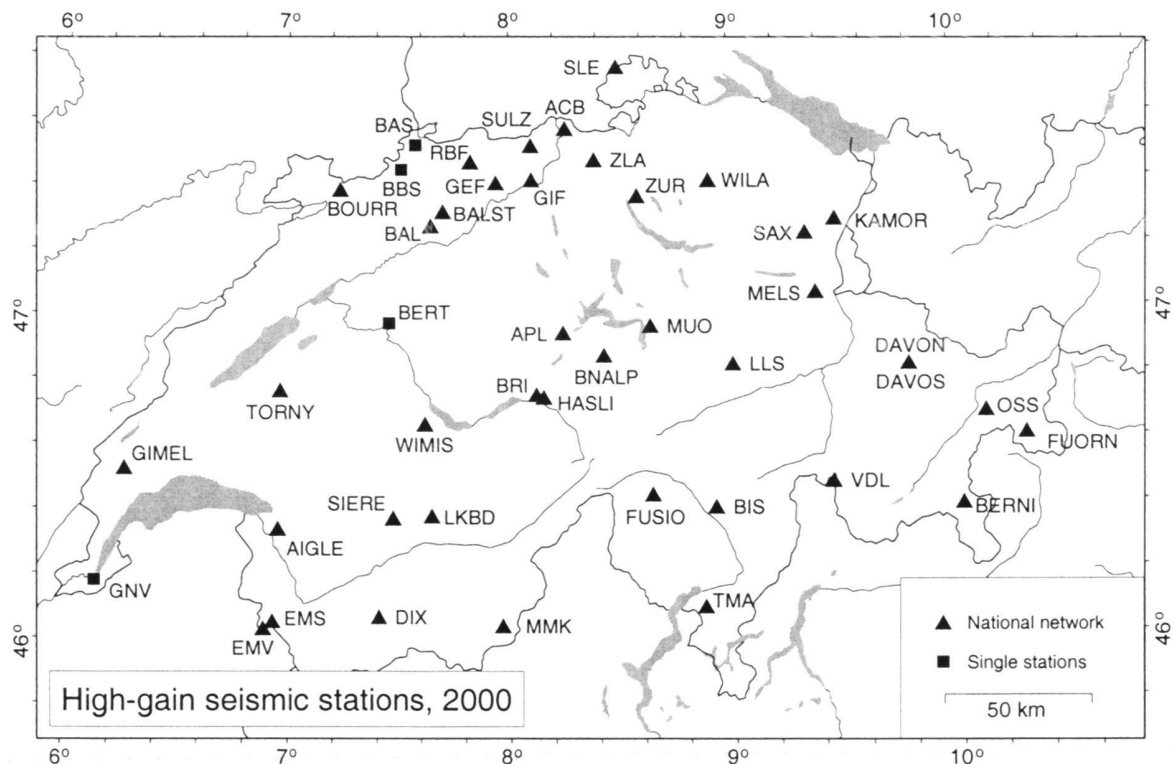 6° 7° 8° 9° 10°
SLE
ACB
SULZ
BAS
RBF
ZLA
BBS
GEF
GIF
ZUR
WILA
BOURR
BALST
BAL
KAMOR
SAX
MELS
47°
47°
BERT
APL
MUO
DAVON
BNALP
LLS
DAVOS
BRI
HASLI
TORNY
OSS
WIMIS
FUORN
GIMEL
VDL
SIERE
LKBD
FUSIO
BIS
BERNI
AIGLE
GNV
TMA
EMS
DIX
MMK
46°
46°
EMV
National network
Single stations
50 km
High-gain seismic stations, 2000
6° 7° 8° 9° 10°